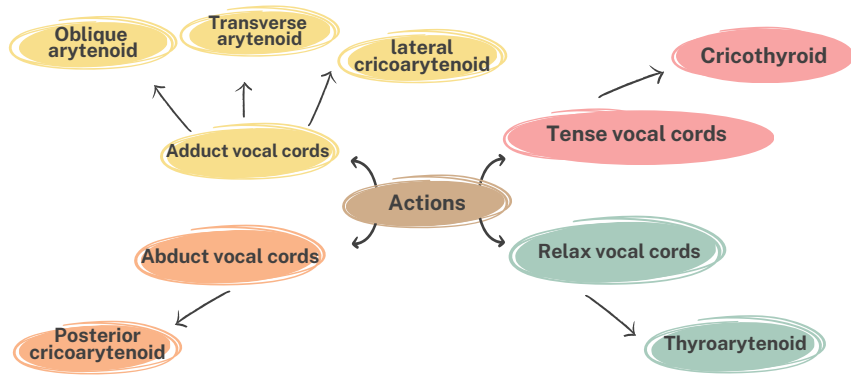 Oblique
arytenoid
Transverse
arytenoid
lateral
cricoarytenoid
Cricothyroid
Adduct vocal cords
Tense vocal cords
Actions
Abduct vocal cords
Relax vocal cords
Posterior
cricoarytenoid
Thyroarytenoid